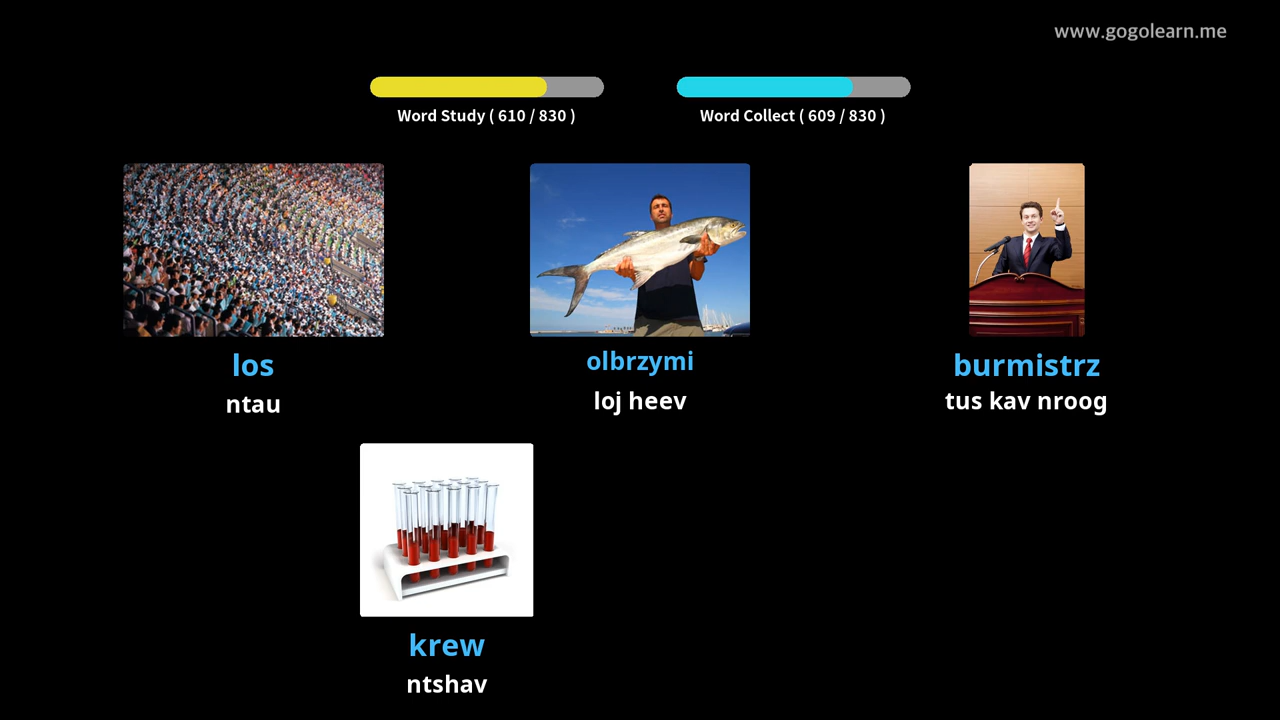 www.gogolearn.me
Word Study ( 610 / 830 )
Word Collect ( 609 / 830 )
los
ntau
olbrzymi
loj heev
burmistrz
tus kav nroog
krew
ntshav